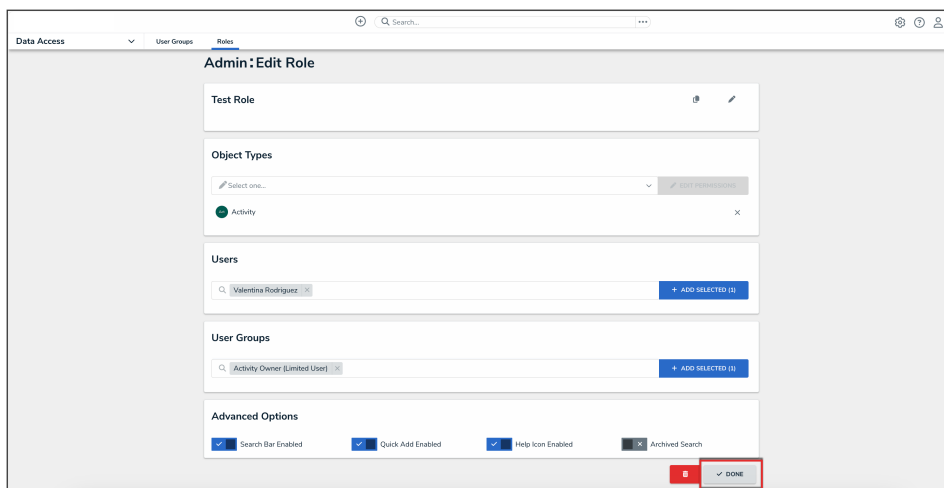 Search...
Data Access
User Groups
Roles
Admin:Edit Role
Test Role
Object Types
Select one...
EDIT PERMISSIONS
Activity
Users
Valentina Rodriguez
+ ADD SELECTED (1)
User Groups
Activity Owner (Limited User)
+ ADD SELECTED (1)
Advanced Options
Search Bar Enabled
Quick Add Enabled
Help Icon Enabled
Archived Search
DONE